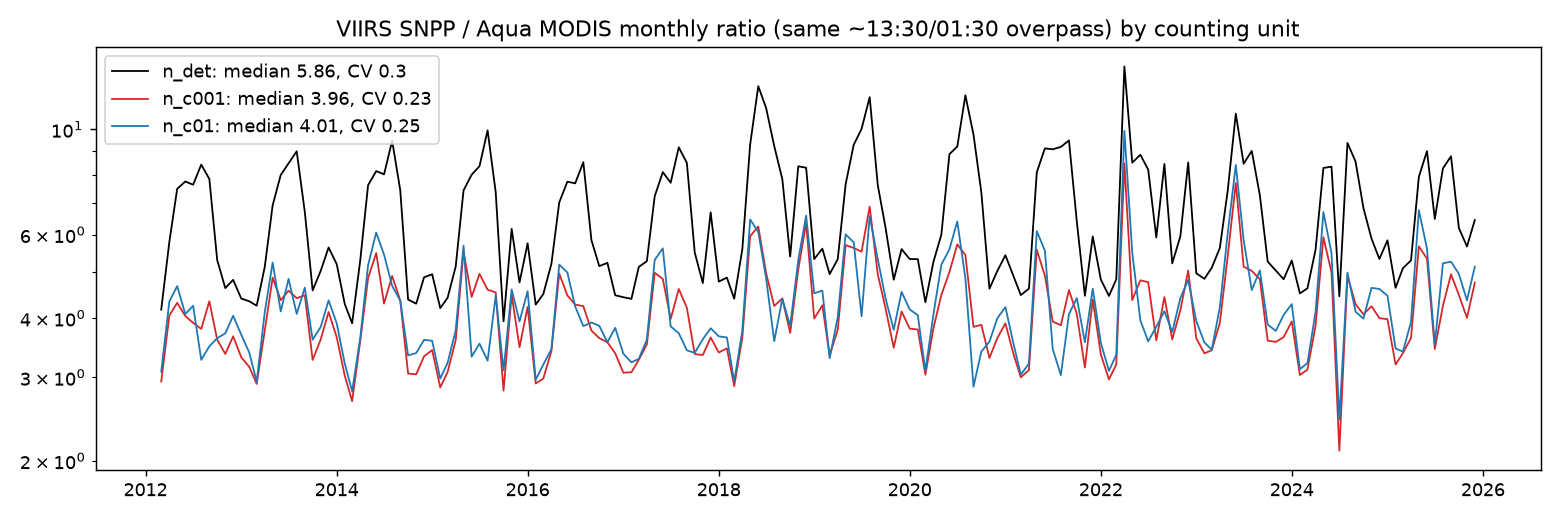 VIIRS SNPP / Aqua MODIS monthly ratio (same ~13:30/01:30 overpass) by counting unit
n_det: median 5.86, CV 0.3
n_c001: median 3.96, CV 0.23
n_c01: median 4.01, CV 0.25
10¹
6 × 10⁰
4 × 10⁰
3 × 10⁰
2 × 10⁰
2012 2014 2016 2018 2020 2022 2024 2026